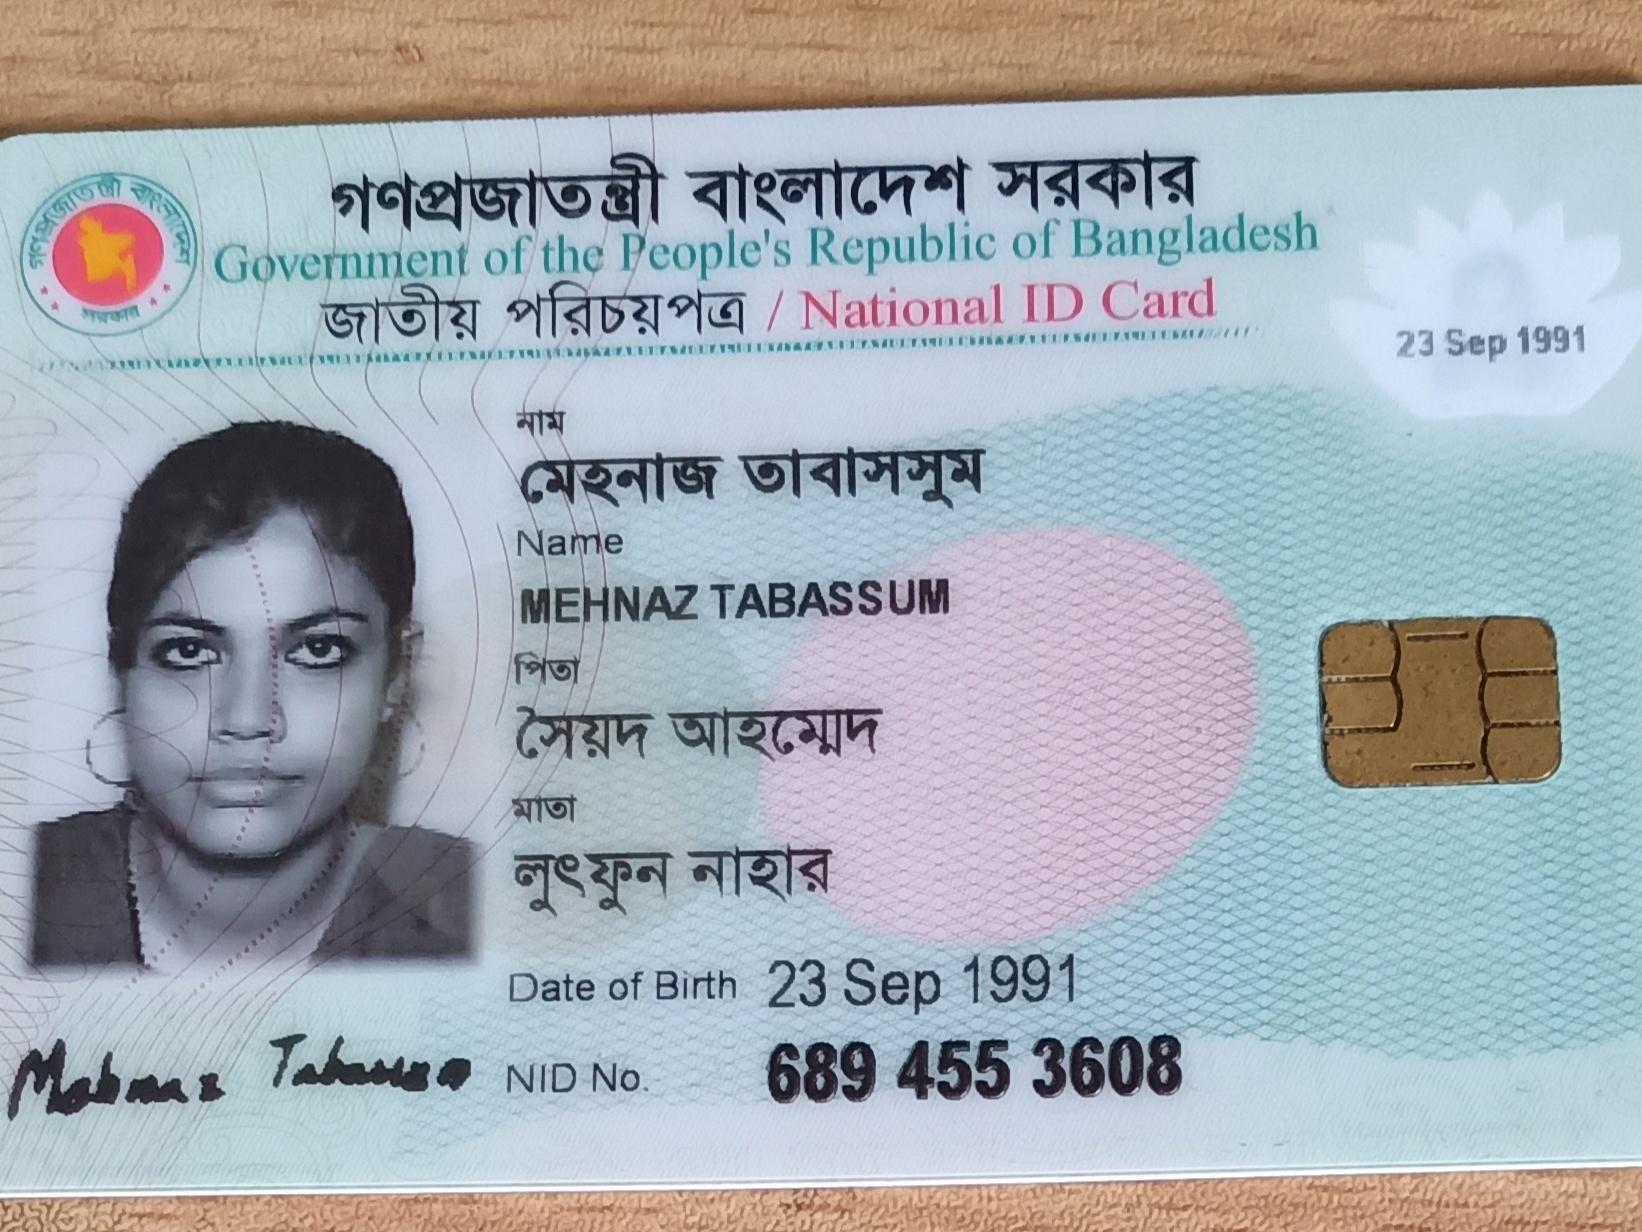 গণপ্রজাতন্ত্রী বাংলাদেশ সরকার
Government of the People's Republic of Bangladesh
জাতীয় পরিচয়পত্র / National ID Card
গণপ্রজাতন্ত্রী বাংলাদেশ
সরকার
23 Sep 1991
নাম
মেহনাজ তাবাসসুম
Name
MEHNAZ TABASSUM
পিতা
সৈয়দ আহম্মেদ
মাতা
লুৎফুন নাহার
Date of Birth 23 Sep 1991
NID No. 689 455 3608